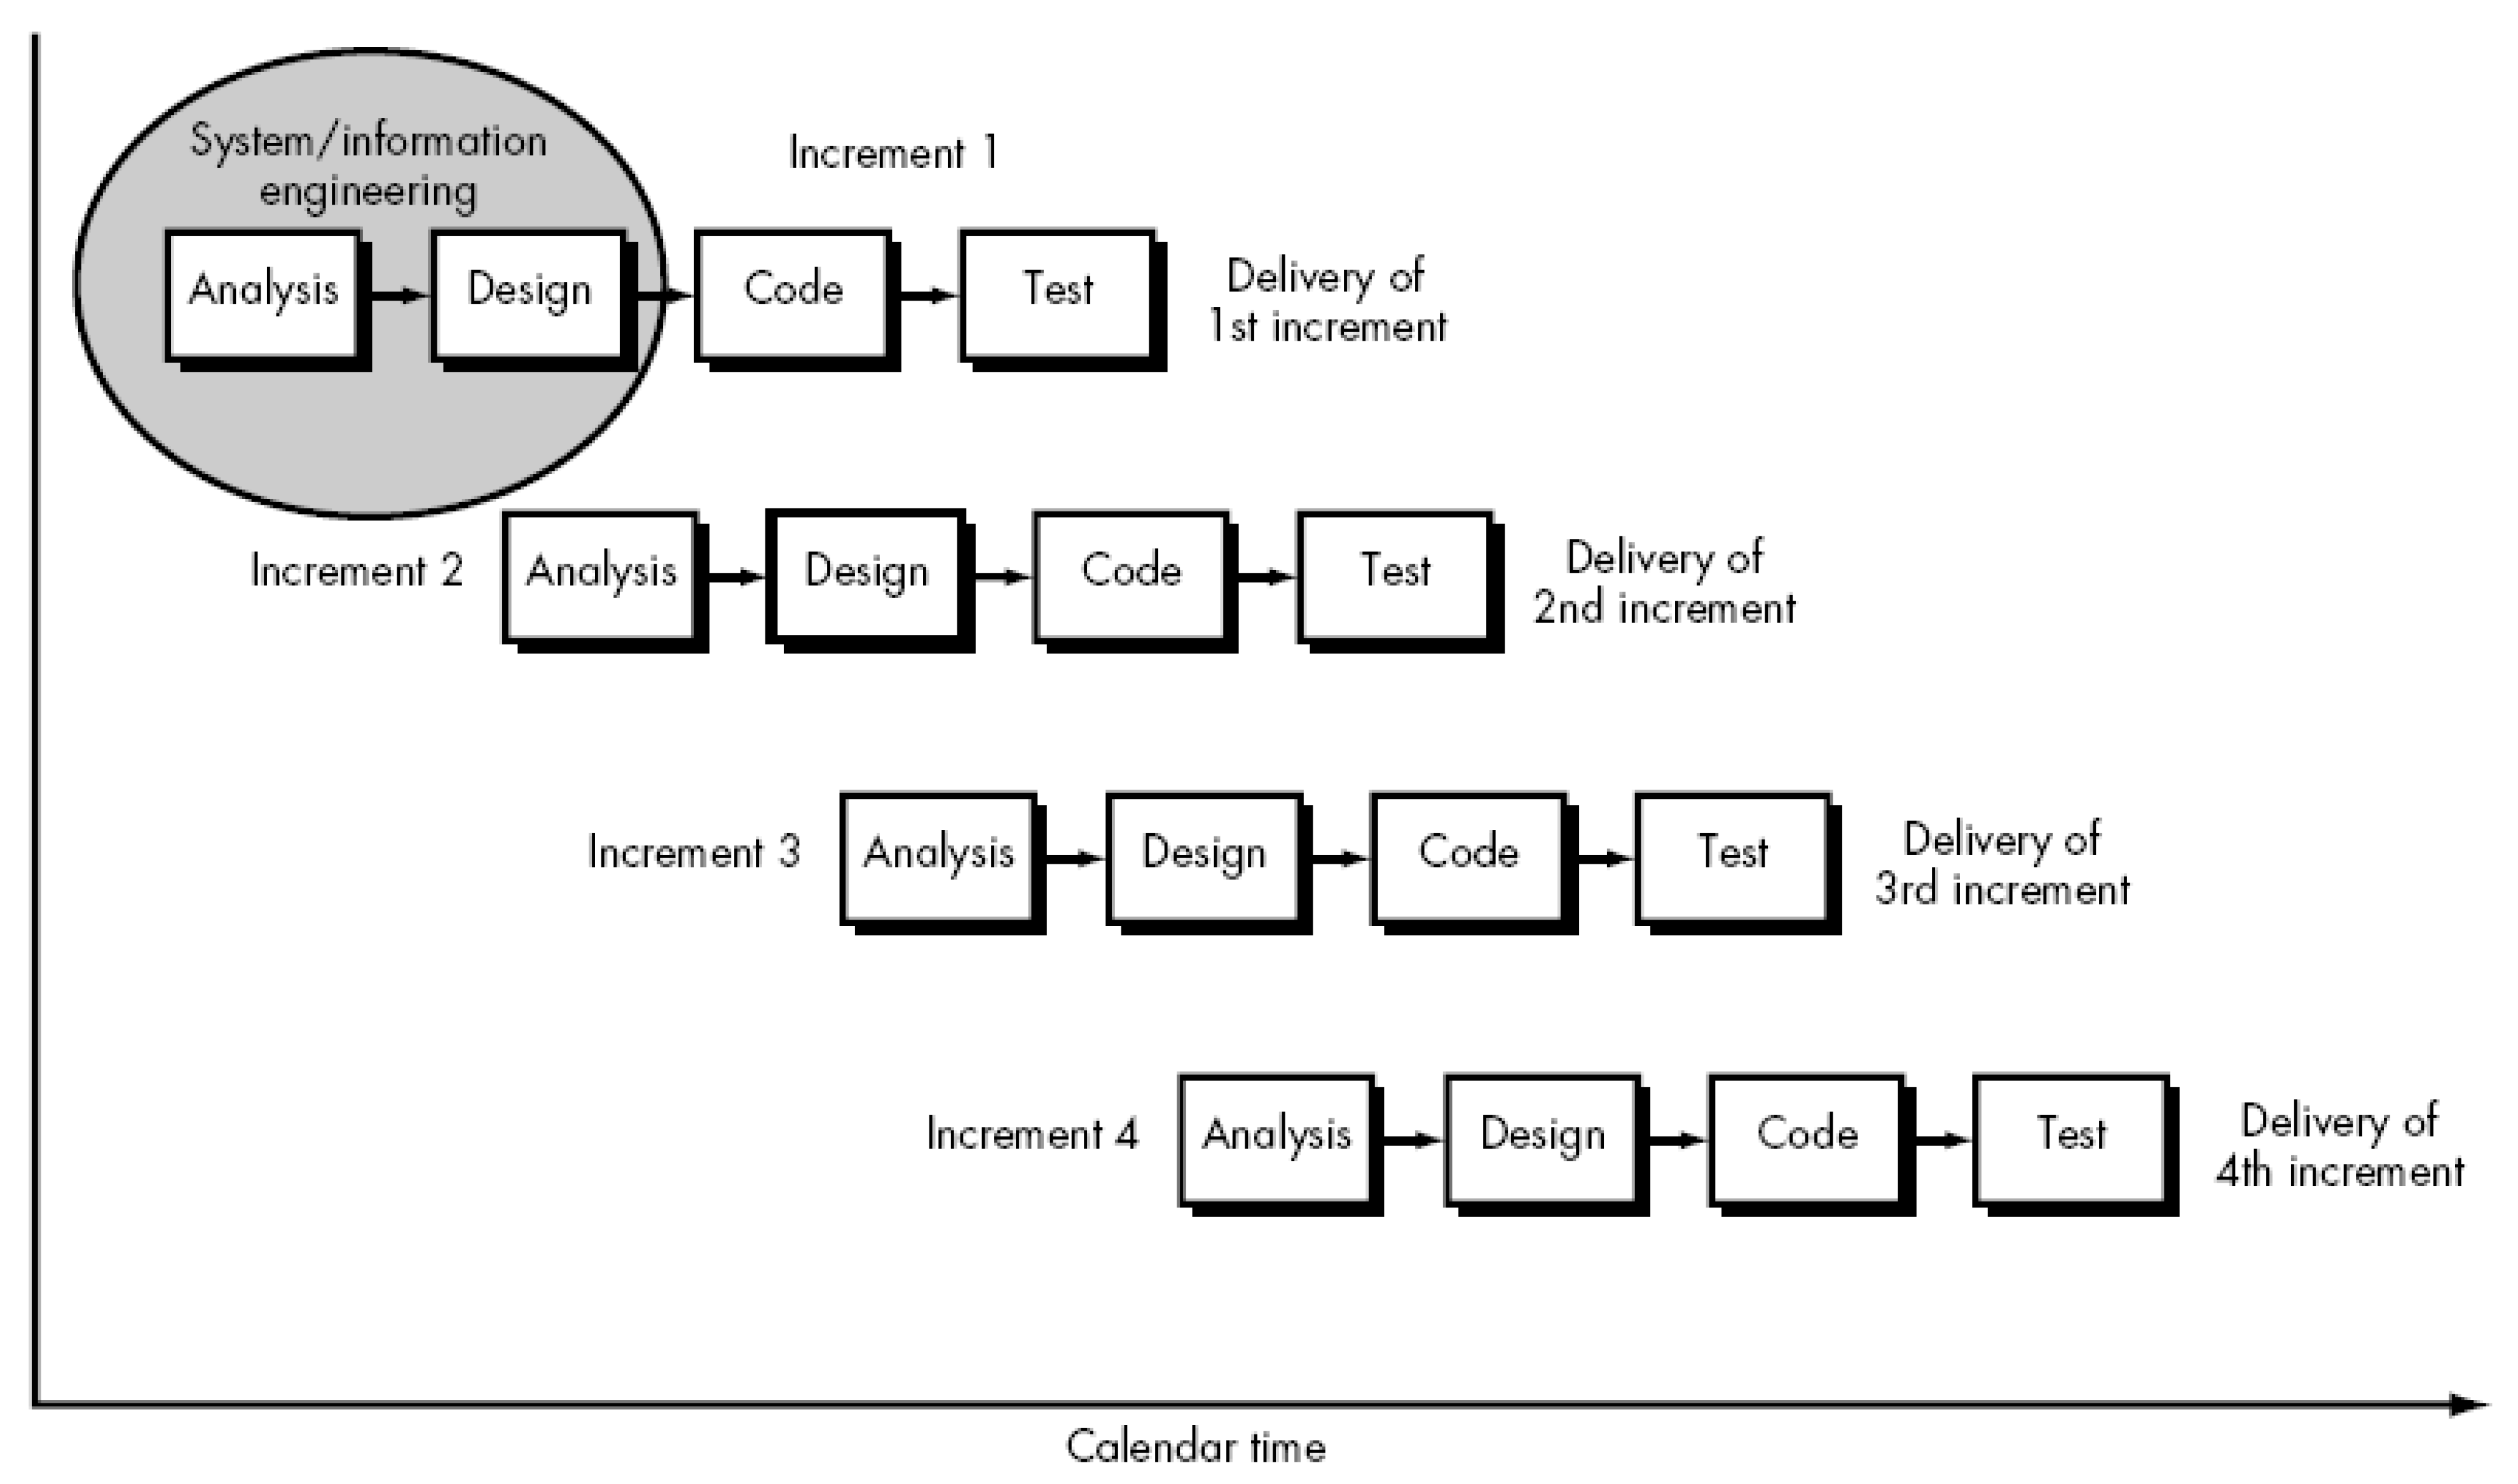 System/information
engineering
Increment 1
Analysis
Design
Code
Test
Delivery of
1st increment
Increment 2
Analysis
Design
Code
Test
Delivery of
2nd increment
Increment 3
Analysis
Design
Code
Test
Delivery of
3rd increment
Increment 4
Analysis
Design
Code
Test
Delivery of
4th increment
Calendar time